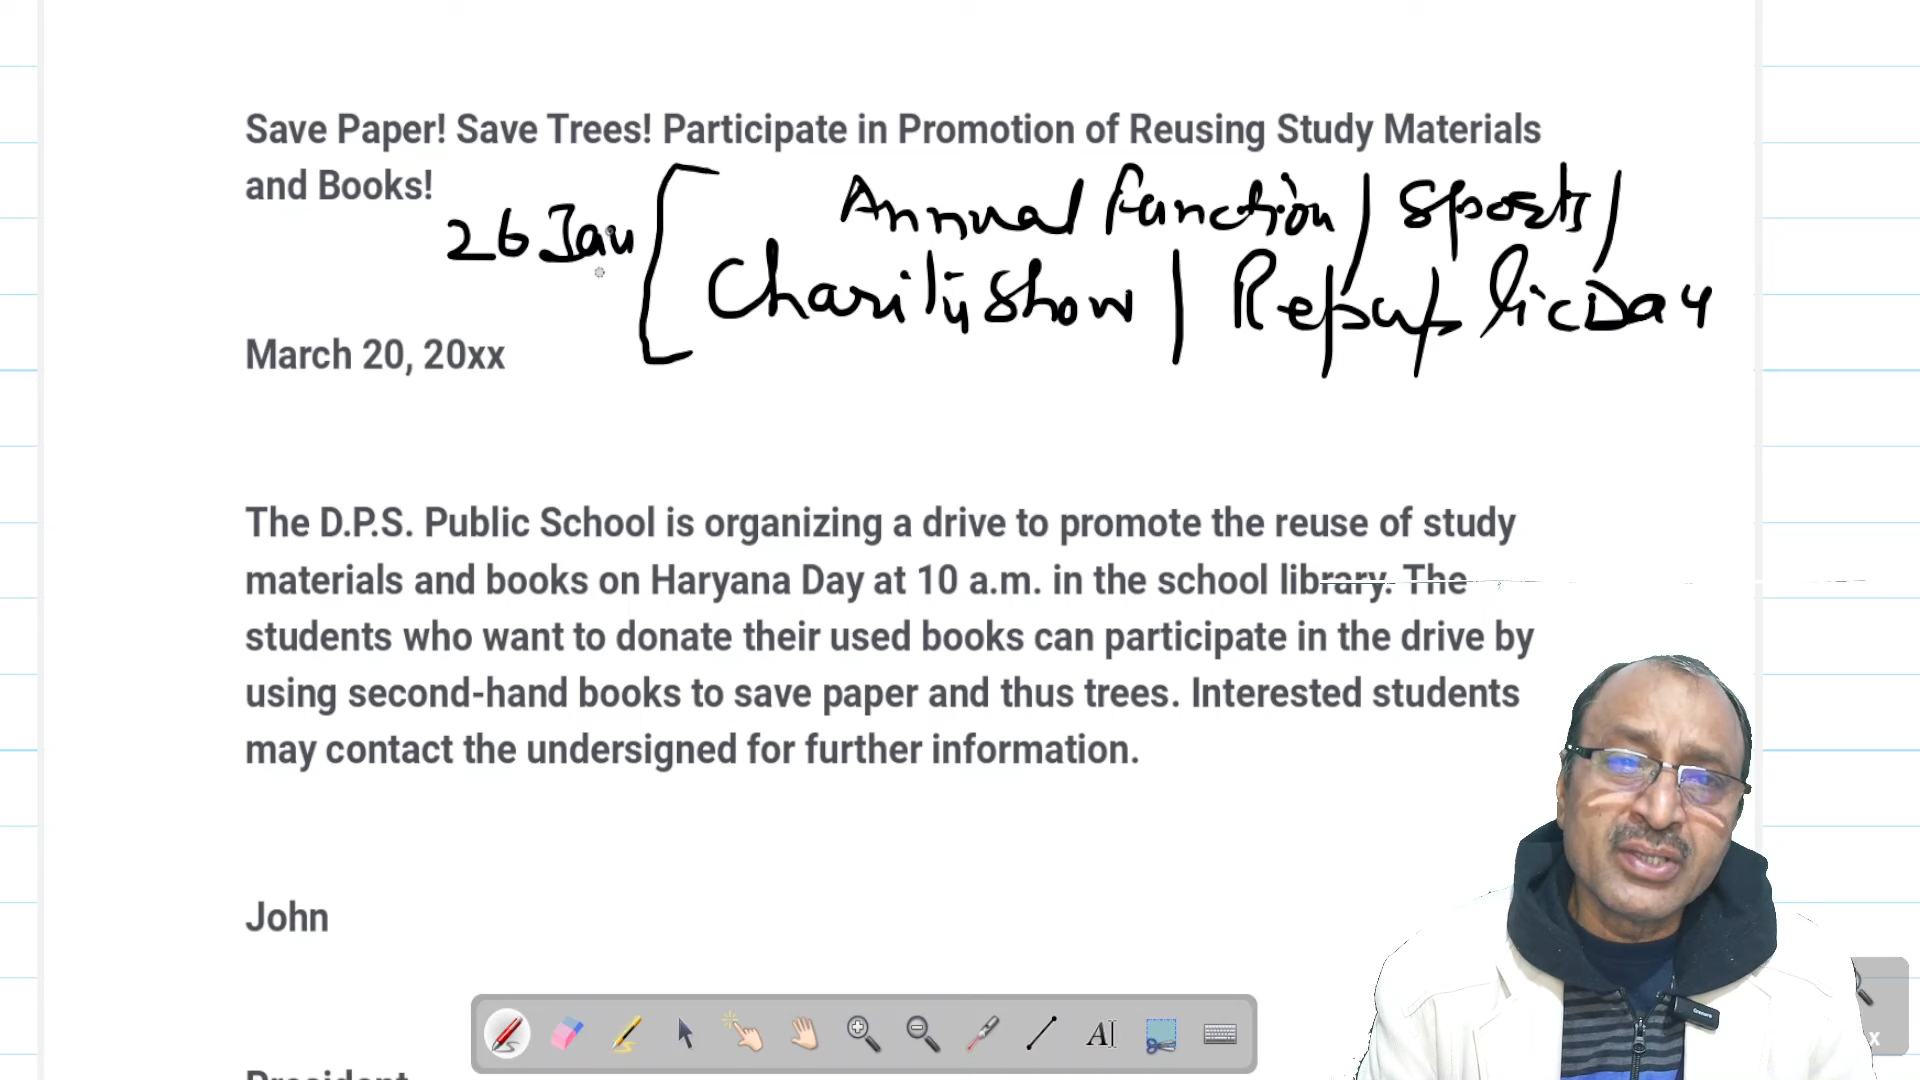 Save Paper! Save Trees! Participate in Promotion of Reusing Study Materials
and Books!
Annual Function / Sports /
26 Jan
Charity Show | Republic Day
March 20, 20xx
The D.P.S. Public School is organizing a drive to promote the reuse of study
materials and books on Haryana Day at 10 a.m. in the school library. The
students who want to donate their used books can participate in the drive by
using second-hand books to save paper and thus trees. Interested students
may contact the undersigned for further information.
John
President